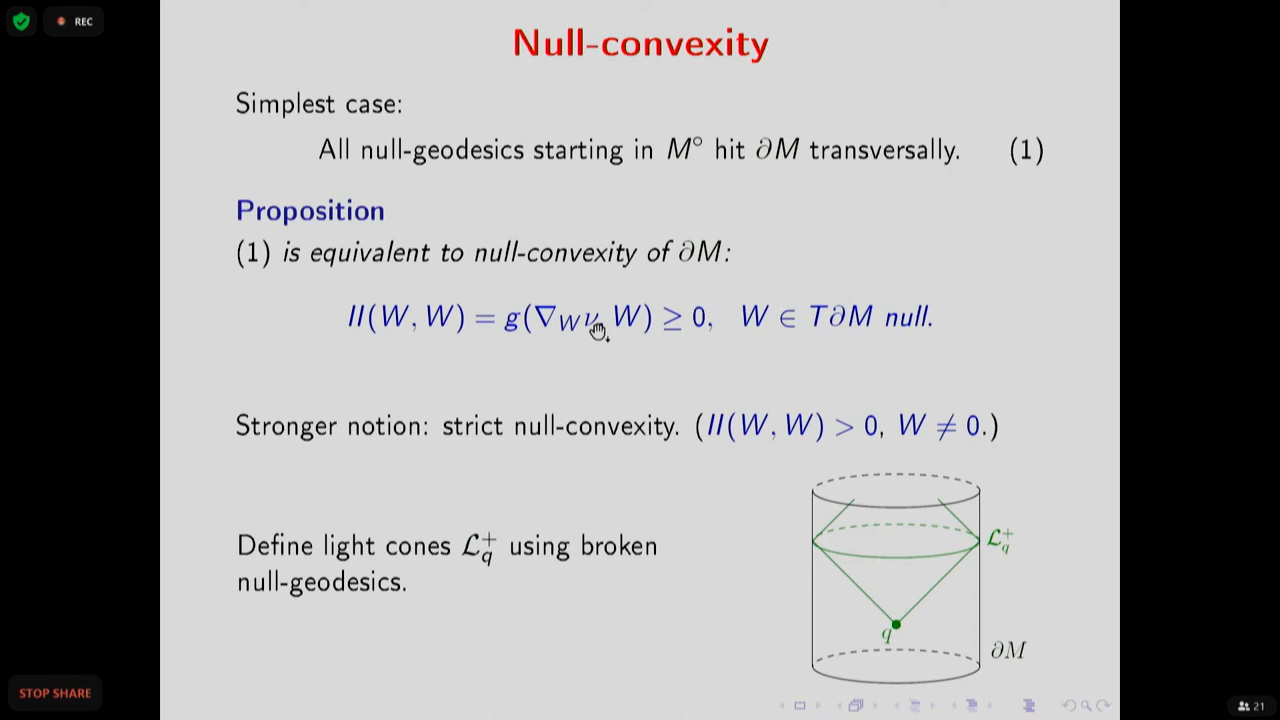 REC
Null-convexity
Simplest case:
All null-geodesics starting in M° hit ∂M transversally. (1)
Proposition
(1) is equivalent to null-convexity of ∂M:
II(W, W) = g(∇_W ν, W) ≥ 0, W ∈ T∂M null.
Stronger notion: strict null-convexity. (II(W, W) > 0, W ≠ 0.)
Define light cones 𝓛_q^+ using broken
null-geodesics.
𝓛_q^+
q
∂M
STOP SHARE
21